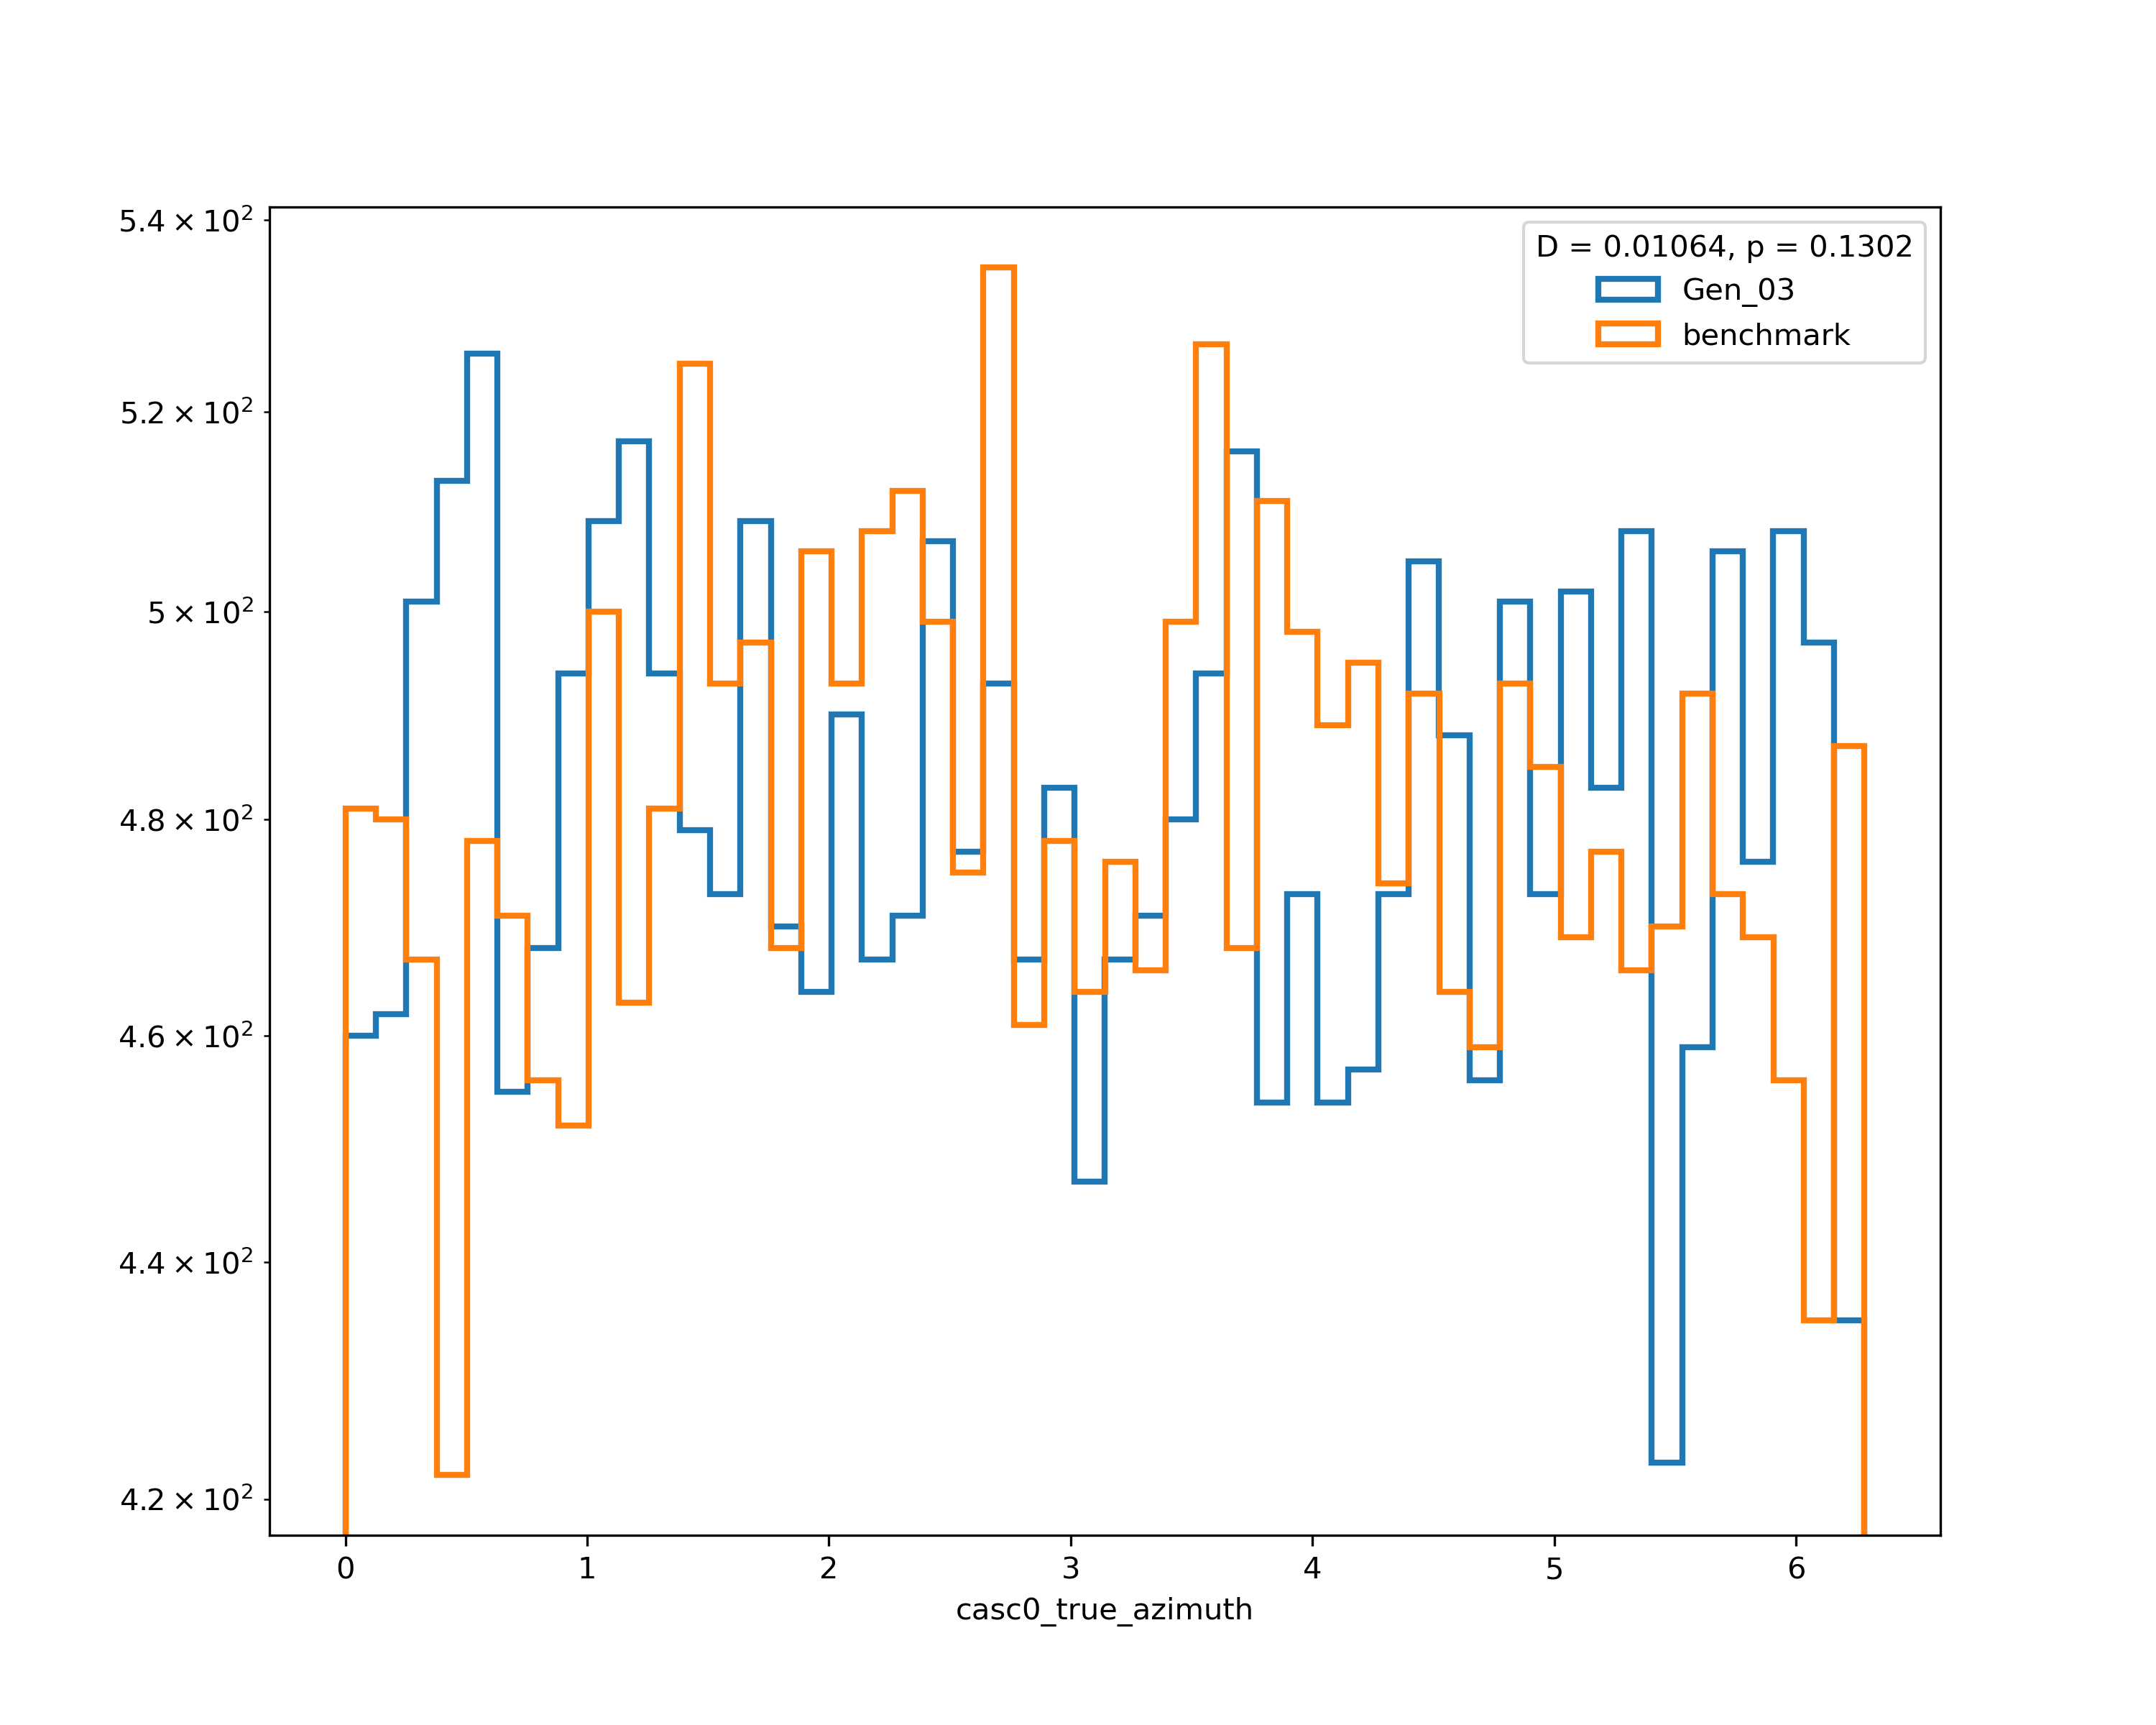 5.4 × 10²
5.2 × 10²
5 × 10²
4.8 × 10²
4.6 × 10²
4.4 × 10²
4.2 × 10²
D = 0.01064, p = 0.1302
Gen_03
benchmark
0 1 2 3 4 5 6
casc0_true_azimuth